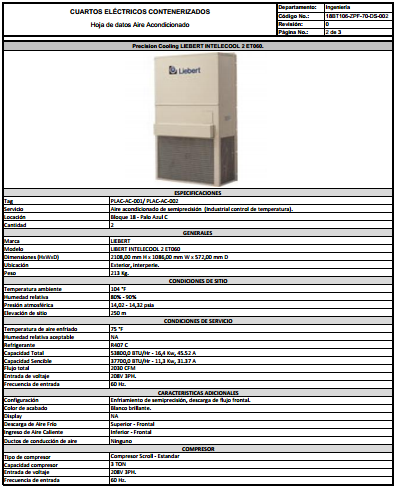 CUARTOS ELÉCTRICOS CONTENERIZADOS
Hoja de datos Aire Acondicionado
Departamento: Ingeniería
Código No.: 18BT106-ZPF-70-DS-002
Revisión: 0
Página No.: 2 de 3
Precision Cooling LIEBERT INTELECOOL 2 ET060.
Liebert
ESPECIFICACIONES
Tag PLAC-AC-001/ PLAC-AC-002
Servicio Aire acondicionado de semiprecisión (Industrial control de temperatura).
Locación Bloque 18 - Palo Azul C
Cantidad 2
GENERALES
Marca LIEBERT
Modelo LIBERT INTELECOOL 2 ET060
Dimensiones (HxWxD) 2108,00 mm H x 1086,00 mm W x 572,00 mm D
Ubicación Exterior, interperie.
Peso 213 Kg.
CONDICIONES DE SITIO
Temperatura ambiente 104 °F
Humedad relativa 80% - 90%
Presión atmosférica 14,02 - 14,32 psia
Elevación de sitio 250 m
CONDICIONES DE SERVICIO
Temperatura de aire enfriado 75 °F
Humedad relativa aceptable NA
Refrigerante R407 C
Capacidad Total 53800,0 BTU/Hr - 16,4 Kw, 45.52 A
Capacidad Sencible 37700,0 BTU/Hr - 11,3 Kw, 31.37 A
Flujo total 2030 CFM
Entrada de voltaje 208V 3PH.
Frecuencia de entrada 60 Hz.
CARACTERISTICAS ADICIONALES
Configuración Enfriamiento de semiprecisión, descarga de flujo frontal.
Color de acabado Blanco brillante.
Display NA
Descarga de Aire Frío Superior - Frontal
Ingreso de Aire Caliente Inferior - Frontal
Ductos de conducción de aire Ninguno
COMPRESOR
Tipo de compresor Compresor Scroll - Estandar
Capacidad compresor 3 TON
Entrada de voltaje 208V 3PH.
Frecuencia de entrada 60 Hz.